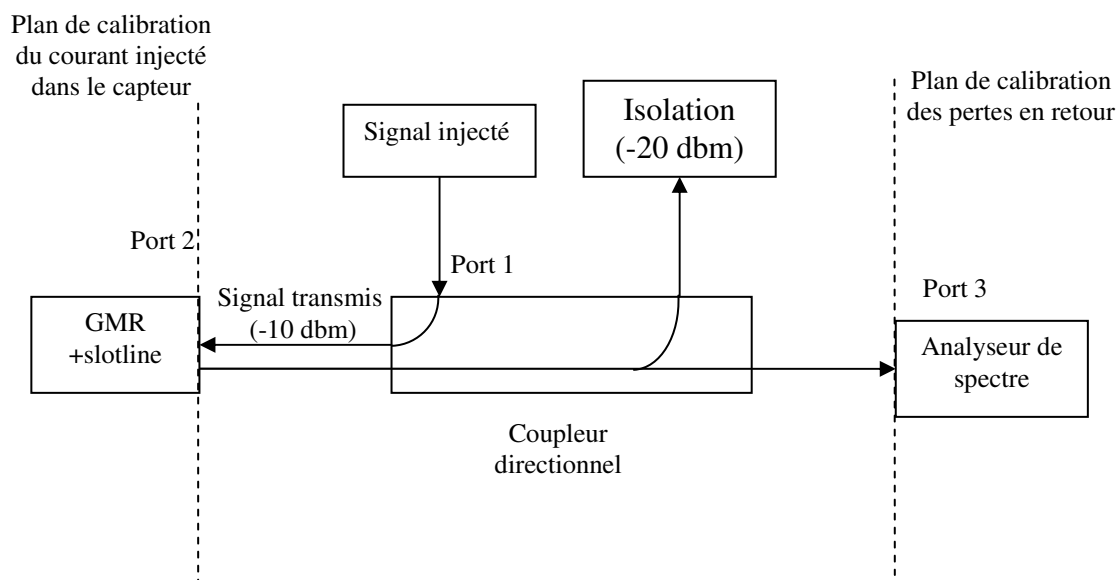 Plan de calibration
du courant injecté
dans le capteur
Signal injecté
Isolation
(-20 dbm)
Plan de calibration
des pertes en retour
Port 2
Port 1
Port 3
Signal transmis
(-10 dbm)
GMR
+slotline
Analyseur de
spectre
Coupleur
directionnel